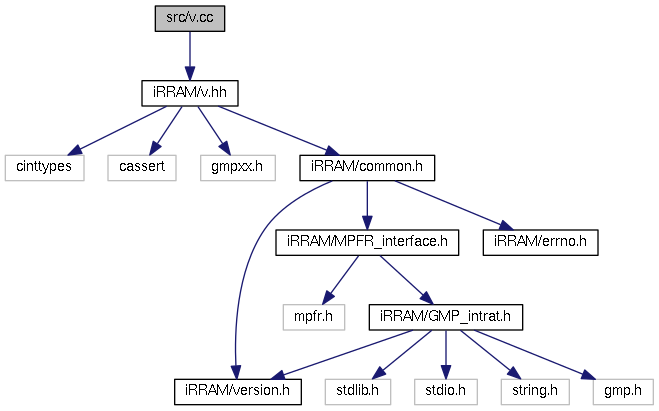 src/v.cc
iRRAM/v.hh
cinttypes
cassert
gmpxx.h
iRRAM/common.h
iRRAM/MPFR_interface.h
iRRAM/errno.h
mpfr.h
iRRAM/GMP_intrat.h
iRRAM/version.h
stdlib.h
stdio.h
string.h
gmp.h